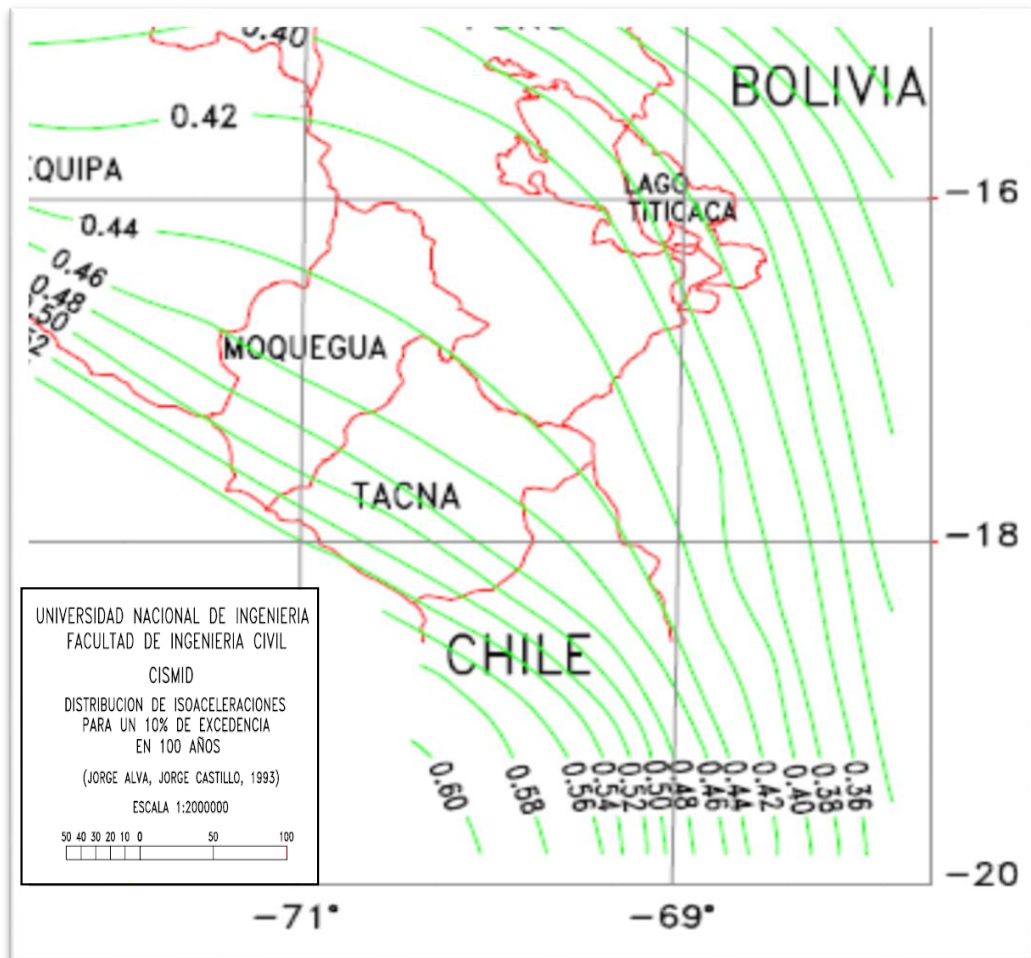 0.40
BOLIVIA
0.42
EQUIPA
-16
LAGO
TITICACA
0.44
0.46
0.48
MOQUEGUA
TACNA
-18
CHILE
UNIVERSIDAD NACIONAL DE INGENIERIA
FACULTAD DE INGENIERIA CIVIL
CISMID
DISTRIBUCION DE ISOACELERACIONES
PARA UN 10% DE EXCEDENCIA
EN 100 AÑOS
(JORGE ALVA, JORGE CASTILLO, 1993)
ESCALA 1:2000000
50 40 30 20 10 0 50 100
0.60
0.58
0.56
0.54
0.52
0.50
0.48
0.46
0.44
0.42
0.40
0.38
0.36
-20
-71°
-69°